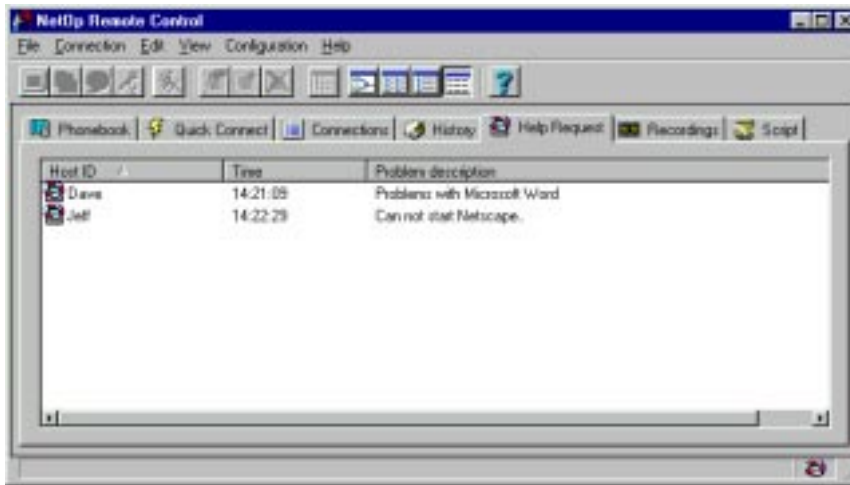 NetOp Remote Control
File Connection Edit View Configuration Help
Phonebook Quick Connect Connections History Help Request Recordings Script
Host ID Time Problem description
Dave 14:21:09 Problems with Microsoft Word
Jeff 14:22:29 Can not start Netscape.